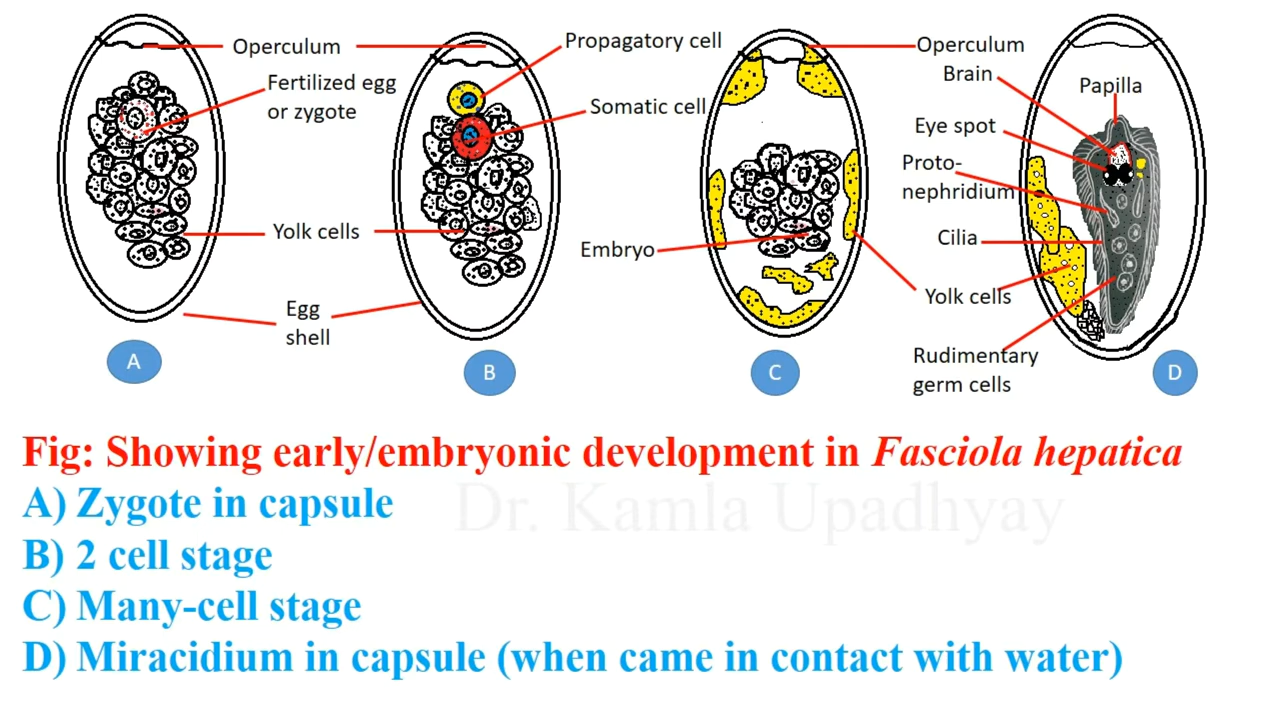 Operculum
Fertilized egg
or zygote
Yolk cells
Egg
shell
A
Propagatory cell
Somatic cell
Embryo
B
C
Operculum
Brain
Papilla
Eye spot
Proto-
nephridium
Cilia
Yolk cells
Rudimentary
germ cells
D
Fig: Showing early/embryonic development in Fasciola hepatica
A) Zygote in capsule
Dr. Kamla Upadhyay
B) 2 cell stage
C) Many-cell stage
D) Miracidium in capsule (when came in contact with water)